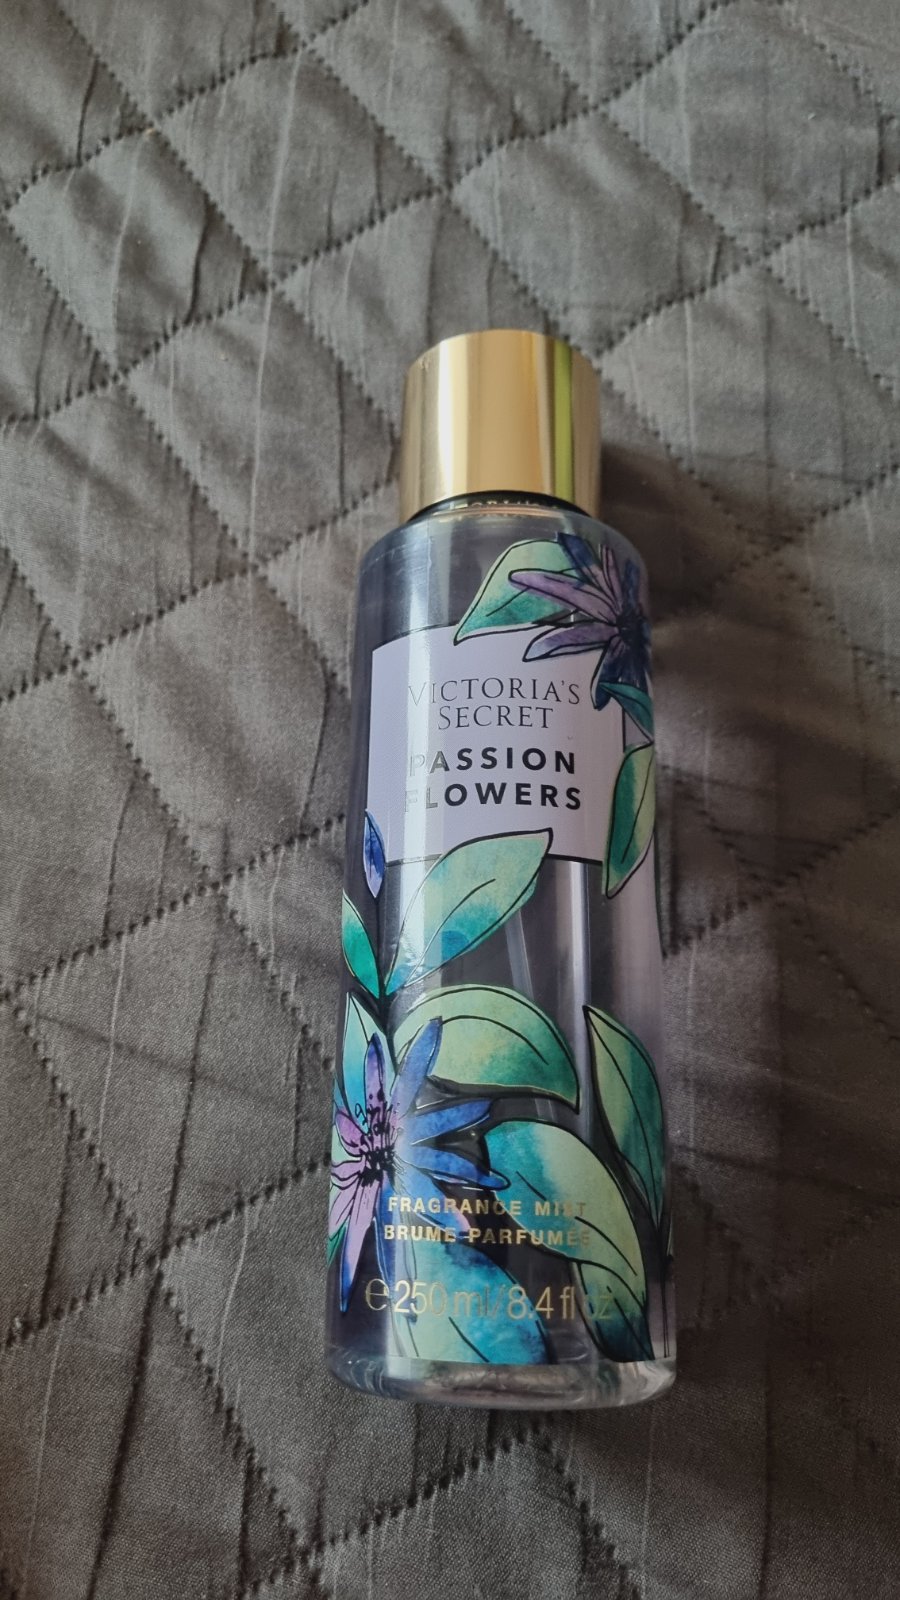 VICTORIA'S
SECRET
PASSION
FLOWERS
FRAGRANCE MIST
BRUME PARFUMÉE
℮ 250 ml/8.4 fl oz